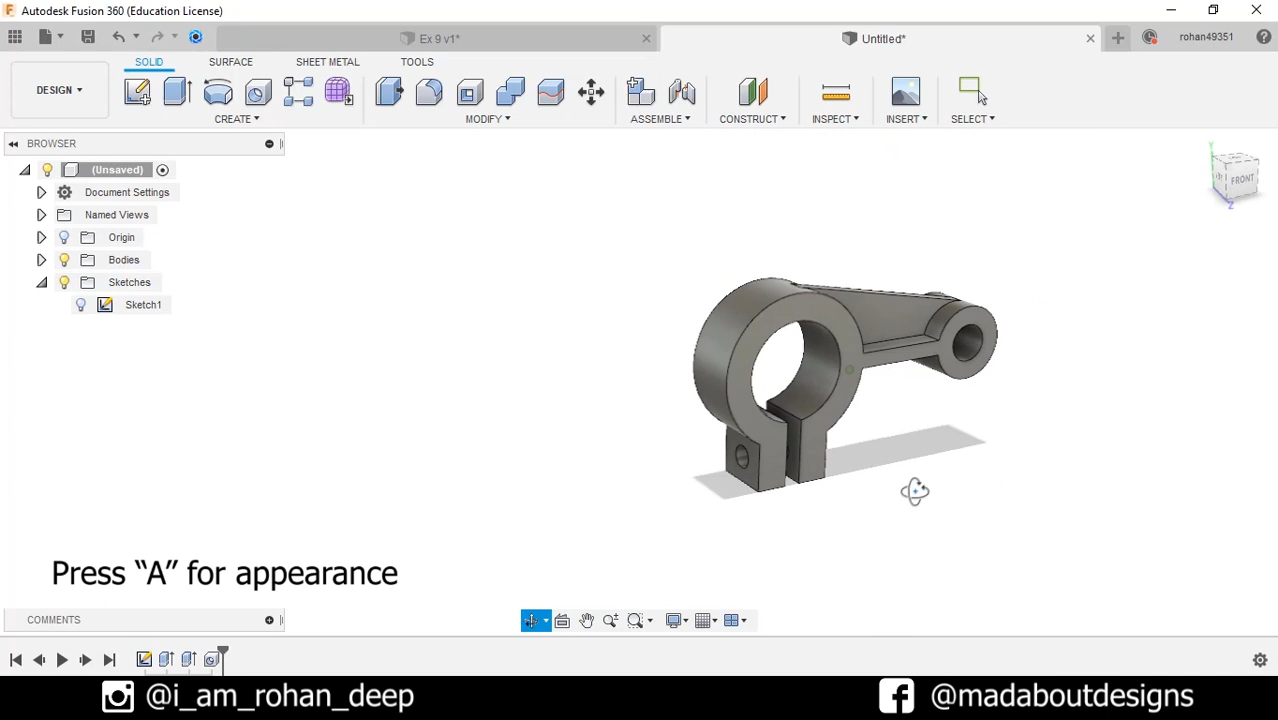 Autodesk Fusion 360 (Education License)
Ex 9 v1*
Untitled*
rohan49351
SOLID
SURFACE
SHEET METAL
TOOLS
DESIGN
CREATE
MODIFY
ASSEMBLE
CONSTRUCT
INSPECT
INSERT
SELECT
BROWSER
(Unsaved)
Document Settings
Named Views
Origin
Bodies
Sketches
Sketch1
Y
FRONT
Z
Press “A” for appearance
COMMENTS
@i_am_rohan_deep
@madaboutdesigns